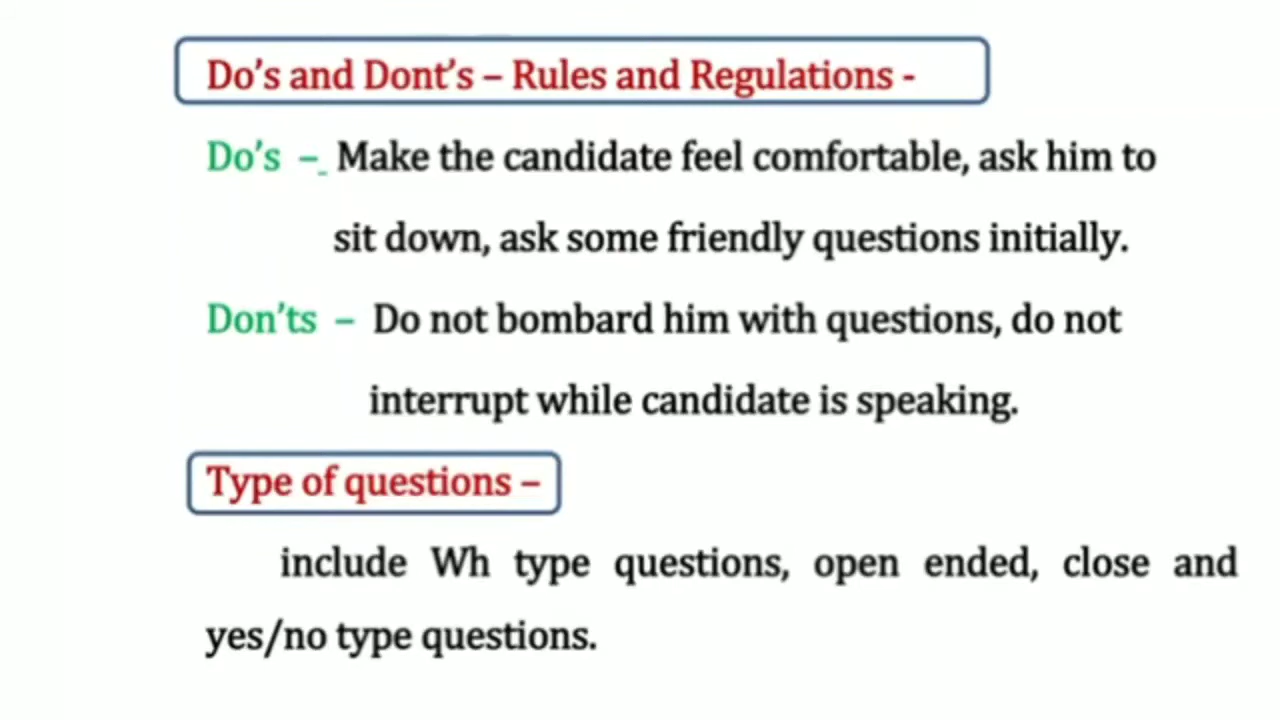 Do's and Dont's – Rules and Regulations -
Do's – Make the candidate feel comfortable, ask him to
sit down, ask some friendly questions initially.
Don'ts – Do not bombard him with questions, do not
interrupt while candidate is speaking.
Type of questions –
include Wh type questions, open ended, close and
yes/no type questions.